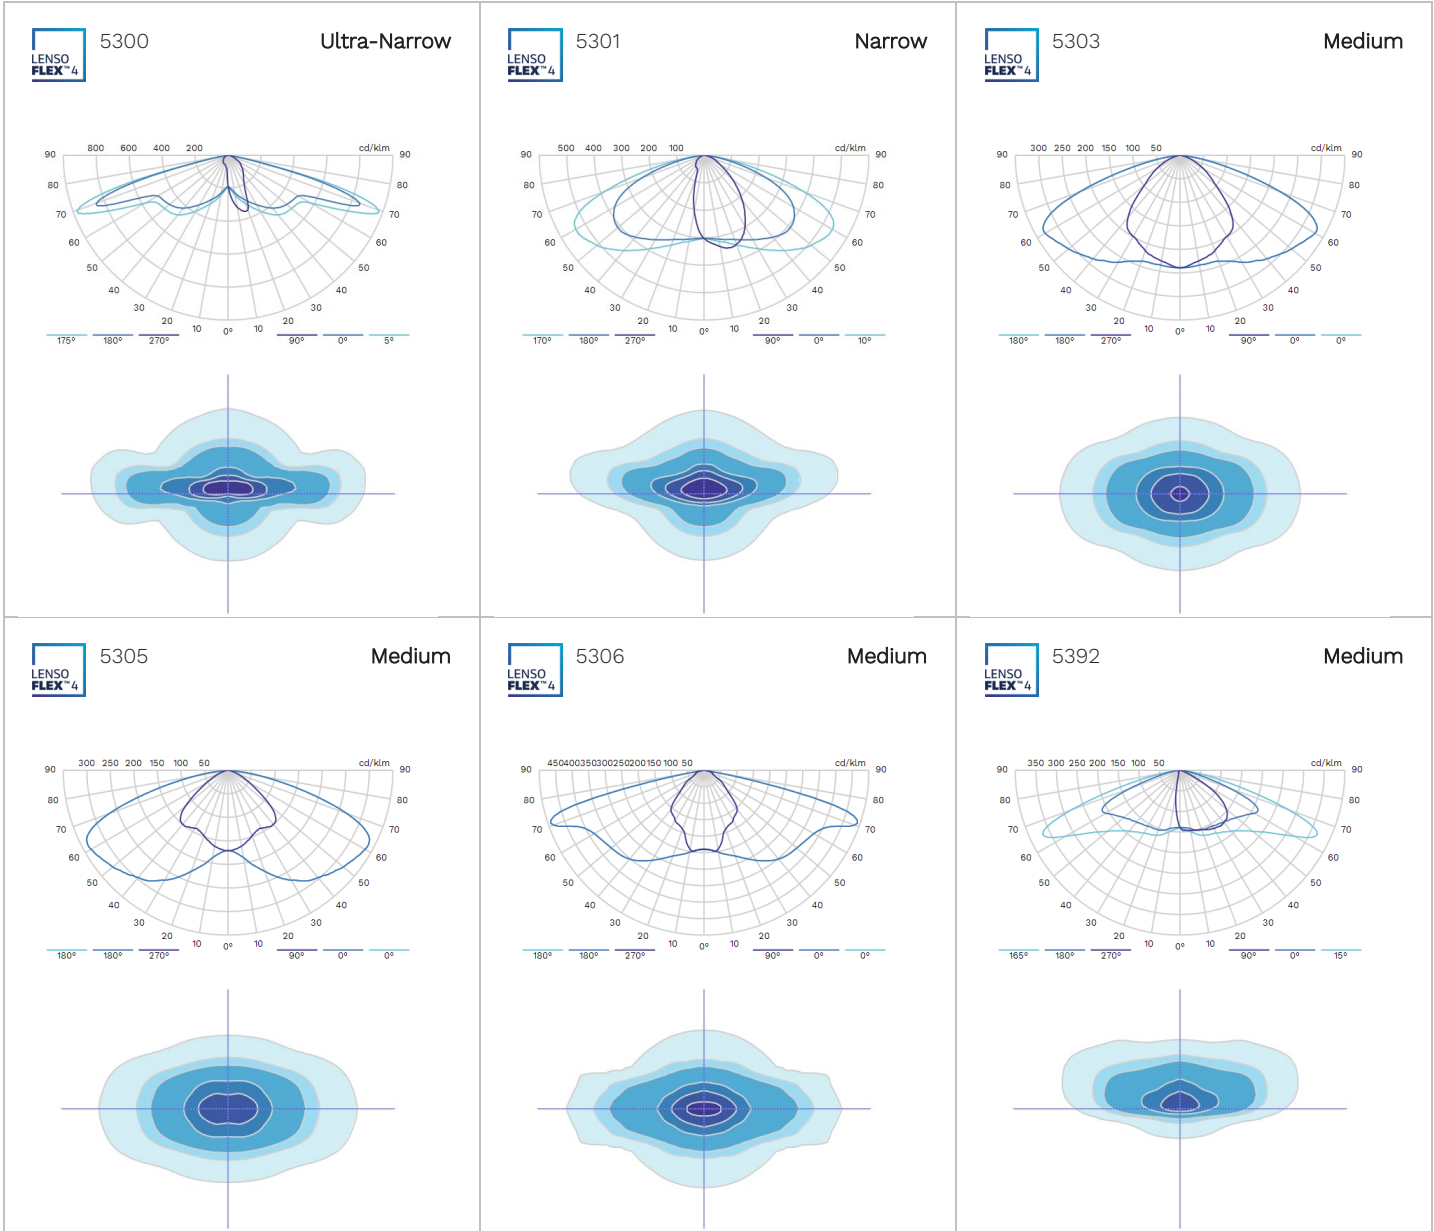 5300 Ultra-Narrow
LENSO
FLEX™4
800 600 400 200 cd/klm
90 90
80 80
70 70
60 60
50 50
40 40
30 30
20 10 0° 10 20
175° 180° 270° 90° 0° 5°
5301 Narrow
LENSO
FLEX™4
500 400 300 200 100 cd/klm
90 90
80 80
70 70
60 60
50 50
40 40
30 30
20 10 0° 10 20
170° 180° 270° 90° 0° 10°
5303 Medium
LENSO
FLEX™4
300 250 200 150 100 50 cd/klm
90 90
80 80
70 70
60 60
50 50
40 40
30 30
20 10 0° 10 20
180° 180° 270° 90° 0° 0°
5305 Medium
LENSO
FLEX™4
300 250 200 150 100 50 cd/klm
90 90
80 80
70 70
60 60
50 50
40 40
30 30
20 10 0° 10 20
180° 180° 270° 90° 0° 0°
5306 Medium
LENSO
FLEX™4
450400350300250200150 100 50 cd/klm
90 90
80 80
70 70
60 60
50 50
40 40
30 30
20 10 0° 10 20
180° 180° 270° 90° 0° 0°
5392 Medium
LENSO
FLEX™4
350 300 250 200 150 100 50 cd/klm
90 90
80 80
70 70
60 60
50 50
40 40
30 30
20 10 0° 10 20
165° 180° 270° 90° 0° 15°